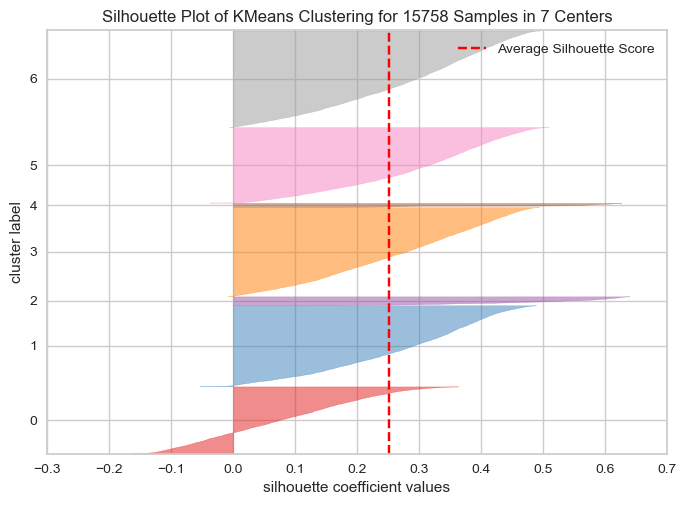 Silhouette Plot of KMeans Clustering for 15758 Samples in 7 Centers
Average Silhouette Score
cluster label
6
5
4
3
2
1
0
−0.3 −0.2 −0.1 0.0 0.1 0.2 0.3 0.4 0.5 0.6 0.7
silhouette coefficient values